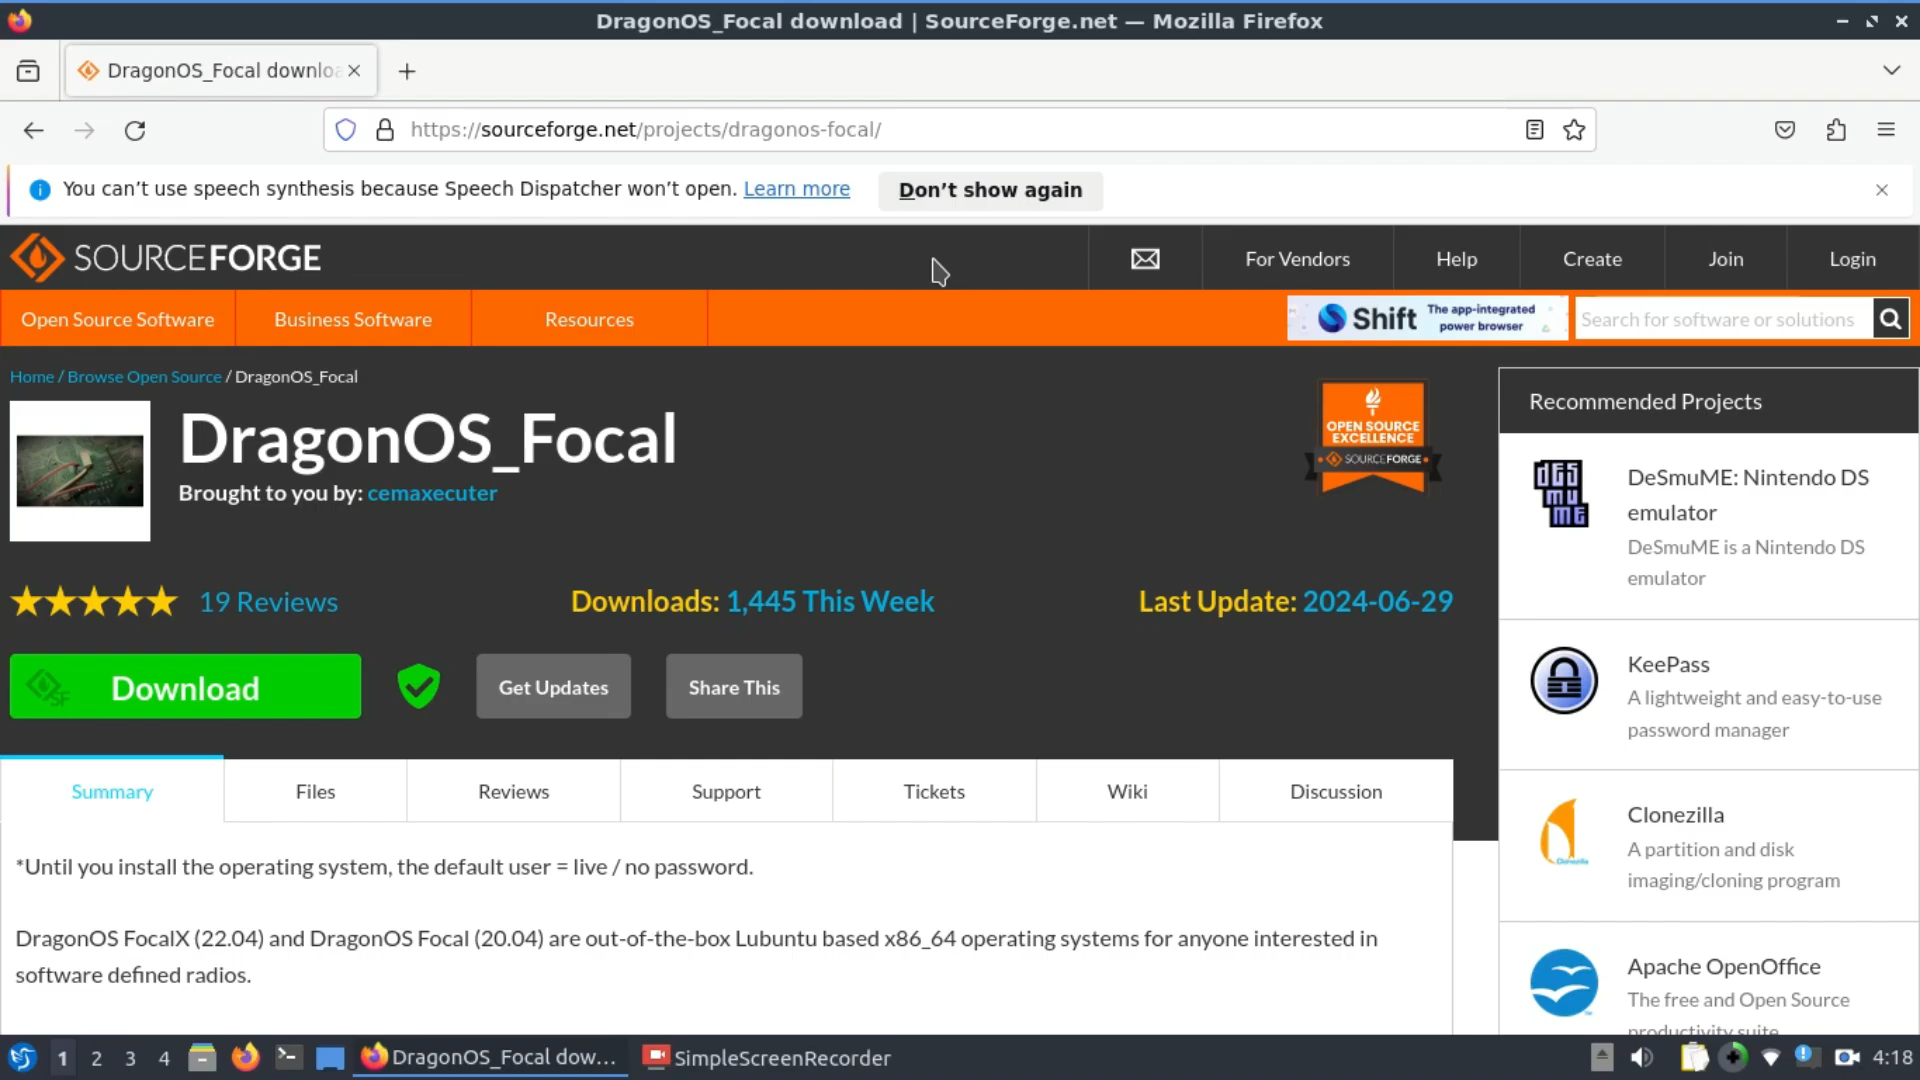 DragonOS_Focal download | SourceForge.net — Mozilla Firefox
DragonOS_Focal downloa
https://sourceforge.net/projects/dragonos-focal/
You can’t use speech synthesis because Speech Dispatcher won’t open. Learn more Don’t show again
SOURCEFORGE
For Vendors Help Create Join Login
Open Source Software Business Software Resources
Shift The app-integrated
power browser
Search for software or solutions
Home / Browse Open Source / DragonOS_Focal
DragonOS_Focal
Brought to you by: cemaxecuter
OPEN SOURCE
EXCELLENCE
SOURCEFORGE
19 Reviews
Downloads: 1,445 This Week
Last Update: 2024-06-29
SF Download
Get Updates
Share This
Summary Files Reviews Support Tickets Wiki Discussion
*Until you install the operating system, the default user = live / no password.
DragonOS FocalX (22.04) and DragonOS Focal (20.04) are out-of-the-box Lubuntu based x86_64 operating systems for anyone interested in
software defined radios.
Recommended Projects
DeSmuME
DeSmuME: Nintendo DS
emulator
DeSmuME is a Nintendo DS
emulator
KeePass
A lightweight and easy-to-use
password manager
Clonezilla
Clonezilla
A partition and disk
imaging/cloning program
Apache OpenOffice
The free and Open Source
productivity suite
1 2 3 4 DragonOS_Focal dow... SimpleScreenRecorder 4:18